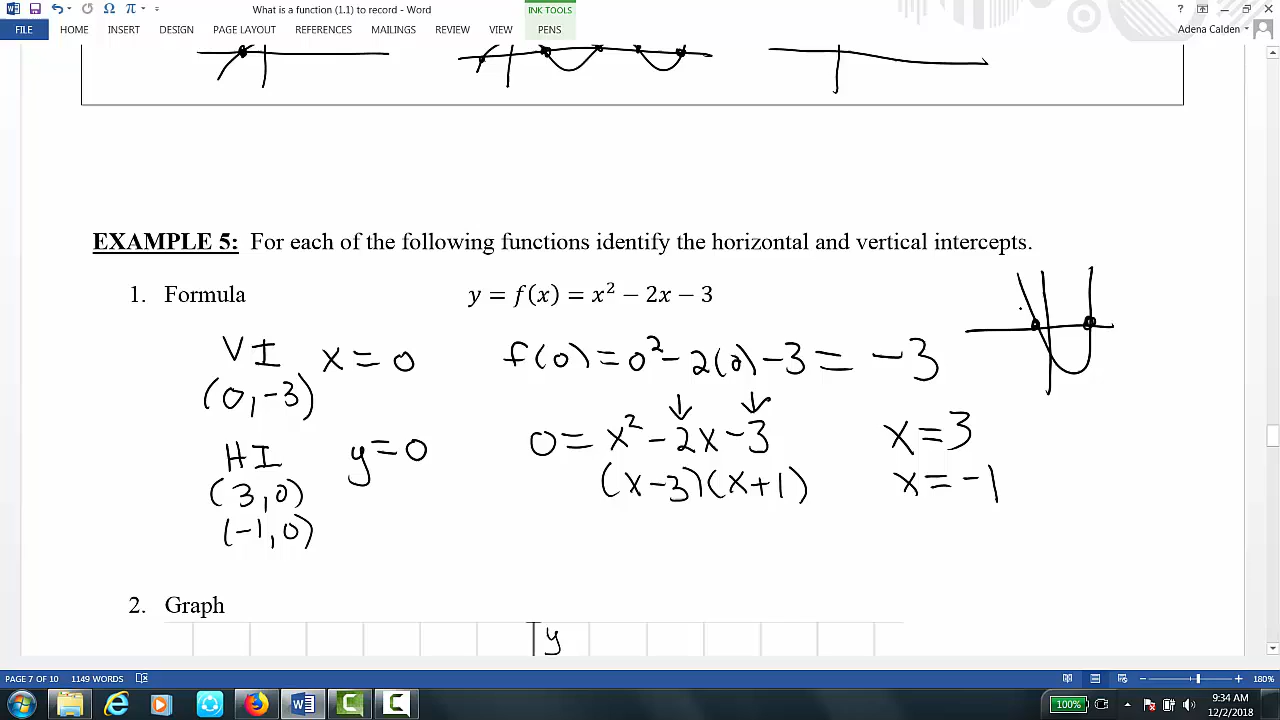 What is a function (1.1) to record - Word
INK TOOLS
FILE HOME INSERT DESIGN PAGE LAYOUT REFERENCES MAILINGS REVIEW VIEW PENS
Adena Calden
EXAMPLE 5: For each of the following functions identify the horizontal and vertical intercepts.
1. Formula y = f(x) = x² − 2x − 3
VI x = 0 f(0) = 0² − 2(0) − 3 = −3
(0, −3)
HI y = 0 0 = x² − 2x − 3 x = 3
(3, 0) (x − 3)(x + 1) x = −1
(−1, 0)
2. Graph
y
PAGE 7 OF 10 1149 WORDS 180%
100% 9:34 AM
12/2/2018